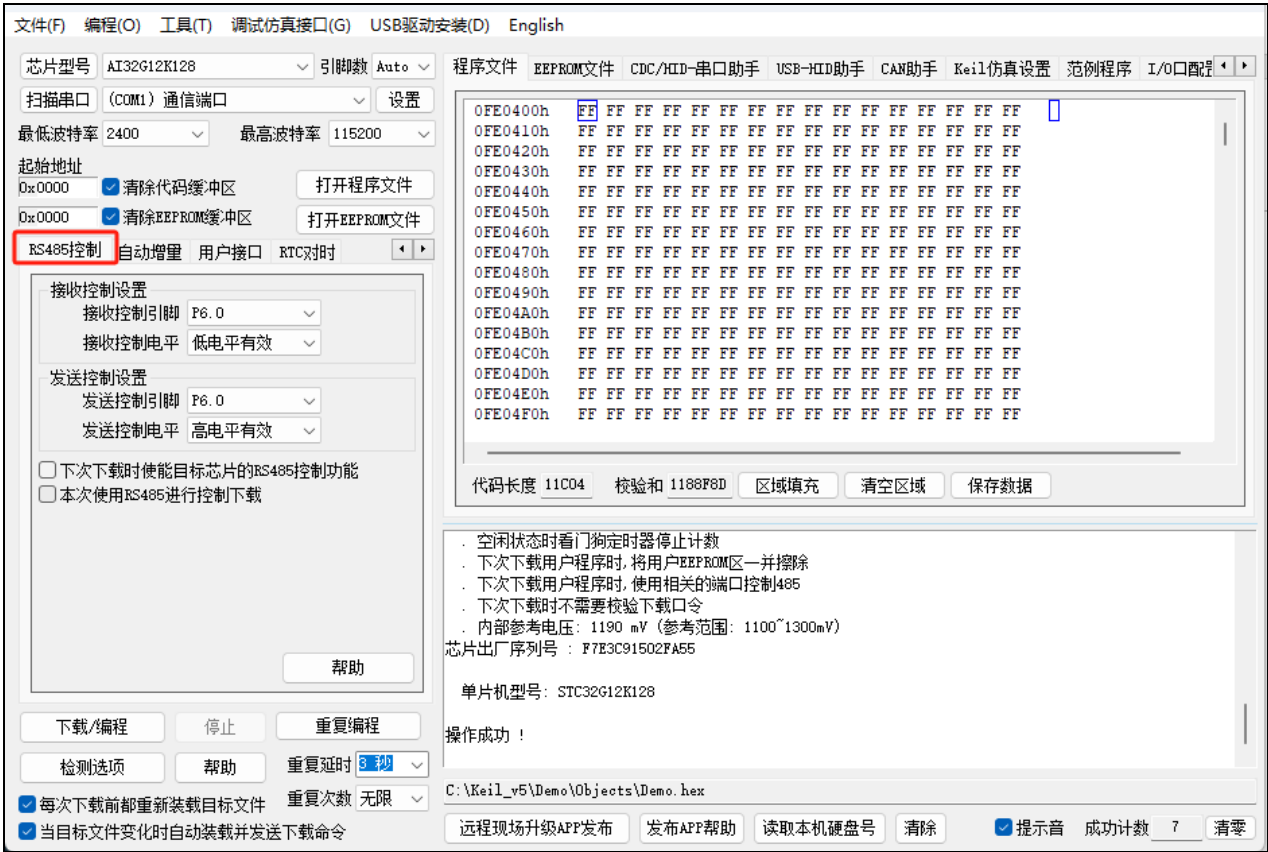 文件(F) 编程(O) 工具(T) 调试仿真接口(G) USB驱动安装(D) English
芯片型号 AI32G12K128 引脚数 Auto
扫描串口 (COM1) 通信端口 设置
最低波特率 2400 最高波特率 115200
起始地址
0x0000 清除代码缓冲区 打开程序文件
0x0000 清除EEPROM缓冲区 打开EEPROM文件
RS485控制 自动增量 用户接口 RTC对时
接收控制设置
接收控制引脚 P6.0
接收控制电平 低电平有效
发送控制设置
发送控制引脚 P6.0
发送控制电平 高电平有效
下次下载时使能目标芯片的RS485控制功能
本次使用RS485进行控制下载
帮助
下载/编程 停止 重复编程
检测选项 帮助 重复延时 3 秒
每次下载前都重新装载目标文件 重复次数 无限
当目标文件变化时自动装载并发送下载命令
程序文件 EEPROM文件 CDC/HID-串口助手 USB-HID助手 CAN助手 Keil仿真设置 范例程序 I/O口配
0FE0400h FF FF FF FF FF FF FF FF FF FF FF FF FF FF FF FF
0FE0410h FF FF FF FF FF FF FF FF FF FF FF FF FF FF FF FF
0FE0420h FF FF FF FF FF FF FF FF FF FF FF FF FF FF FF FF
0FE0430h FF FF FF FF FF FF FF FF FF FF FF FF FF FF FF FF
0FE0440h FF FF FF FF FF FF FF FF FF FF FF FF FF FF FF FF
0FE0450h FF FF FF FF FF FF FF FF FF FF FF FF FF FF FF FF
0FE0460h FF FF FF FF FF FF FF FF FF FF FF FF FF FF FF FF
0FE0470h FF FF FF FF FF FF FF FF FF FF FF FF FF FF FF FF
0FE0480h FF FF FF FF FF FF FF FF FF FF FF FF FF FF FF FF
0FE0490h FF FF FF FF FF FF FF FF FF FF FF FF FF FF FF FF
0FE04A0h FF FF FF FF FF FF FF FF FF FF FF FF FF FF FF FF
0FE04B0h FF FF FF FF FF FF FF FF FF FF FF FF FF FF FF FF
0FE04C0h FF FF FF FF FF FF FF FF FF FF FF FF FF FF FF FF
0FE04D0h FF FF FF FF FF FF FF FF FF FF FF FF FF FF FF FF
0FE04E0h FF FF FF FF FF FF FF FF FF FF FF FF FF FF FF FF
0FE04F0h FF FF FF FF FF FF FF FF FF FF FF FF FF FF FF FF
代码长度 11C04 校验和 1188F8D 区域填充 清空区域 保存数据
. 空闲状态时看门狗定时器停止计数
. 下次下载用户程序时,将用户EEPROM区一并擦除
. 下次下载用户程序时,使用相关的端口控制485
. 下次下载时不需要校验下载口令
. 内部参考电压: 1190 mV (参考范围: 1100~1300mV)
芯片出厂序列号 : F7E3C91502FA55
单片机型号: STC32G12K128
操作成功 !
C:\Keil_v5\Demo\Objects\Demo.hex
远程现场升级APP发布 发布APP帮助 读取本机硬盘号 清除 提示音 成功计数 7 清零